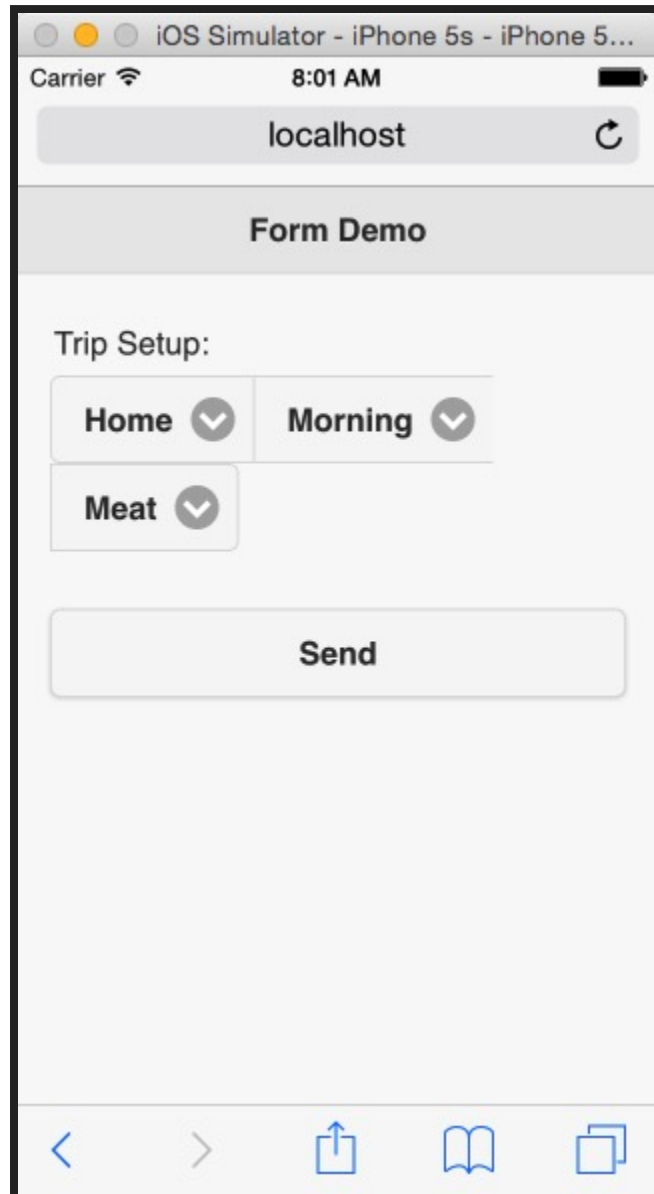 iOS Simulator - iPhone 5s - iPhone 5...
Carrier 8:01 AM
localhost
Form Demo
Trip Setup:
Home Morning
Meat
Send